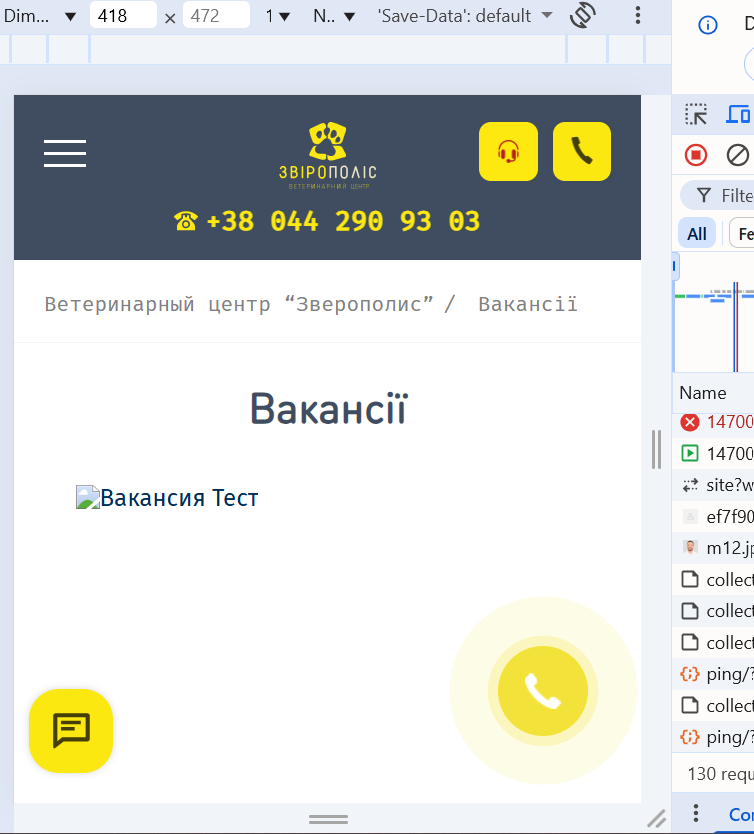 Dim... 418 × 472 1 N.. 'Save-Data': default
D
Filte
All Fe
ЗВІРОПОЛІС
ВЕТЕРИНАРНИЙ ЦЕНТР
☎ +38 044 290 93 03
Ветеринарный центр “Зверополис” / Вакансії
Вакансії
Вакансия Тест
Name
14700
14700
site?w
ef7f90
m12.jp
collect
collect
collect
ping/?
collect
ping/?
130 requ
Co